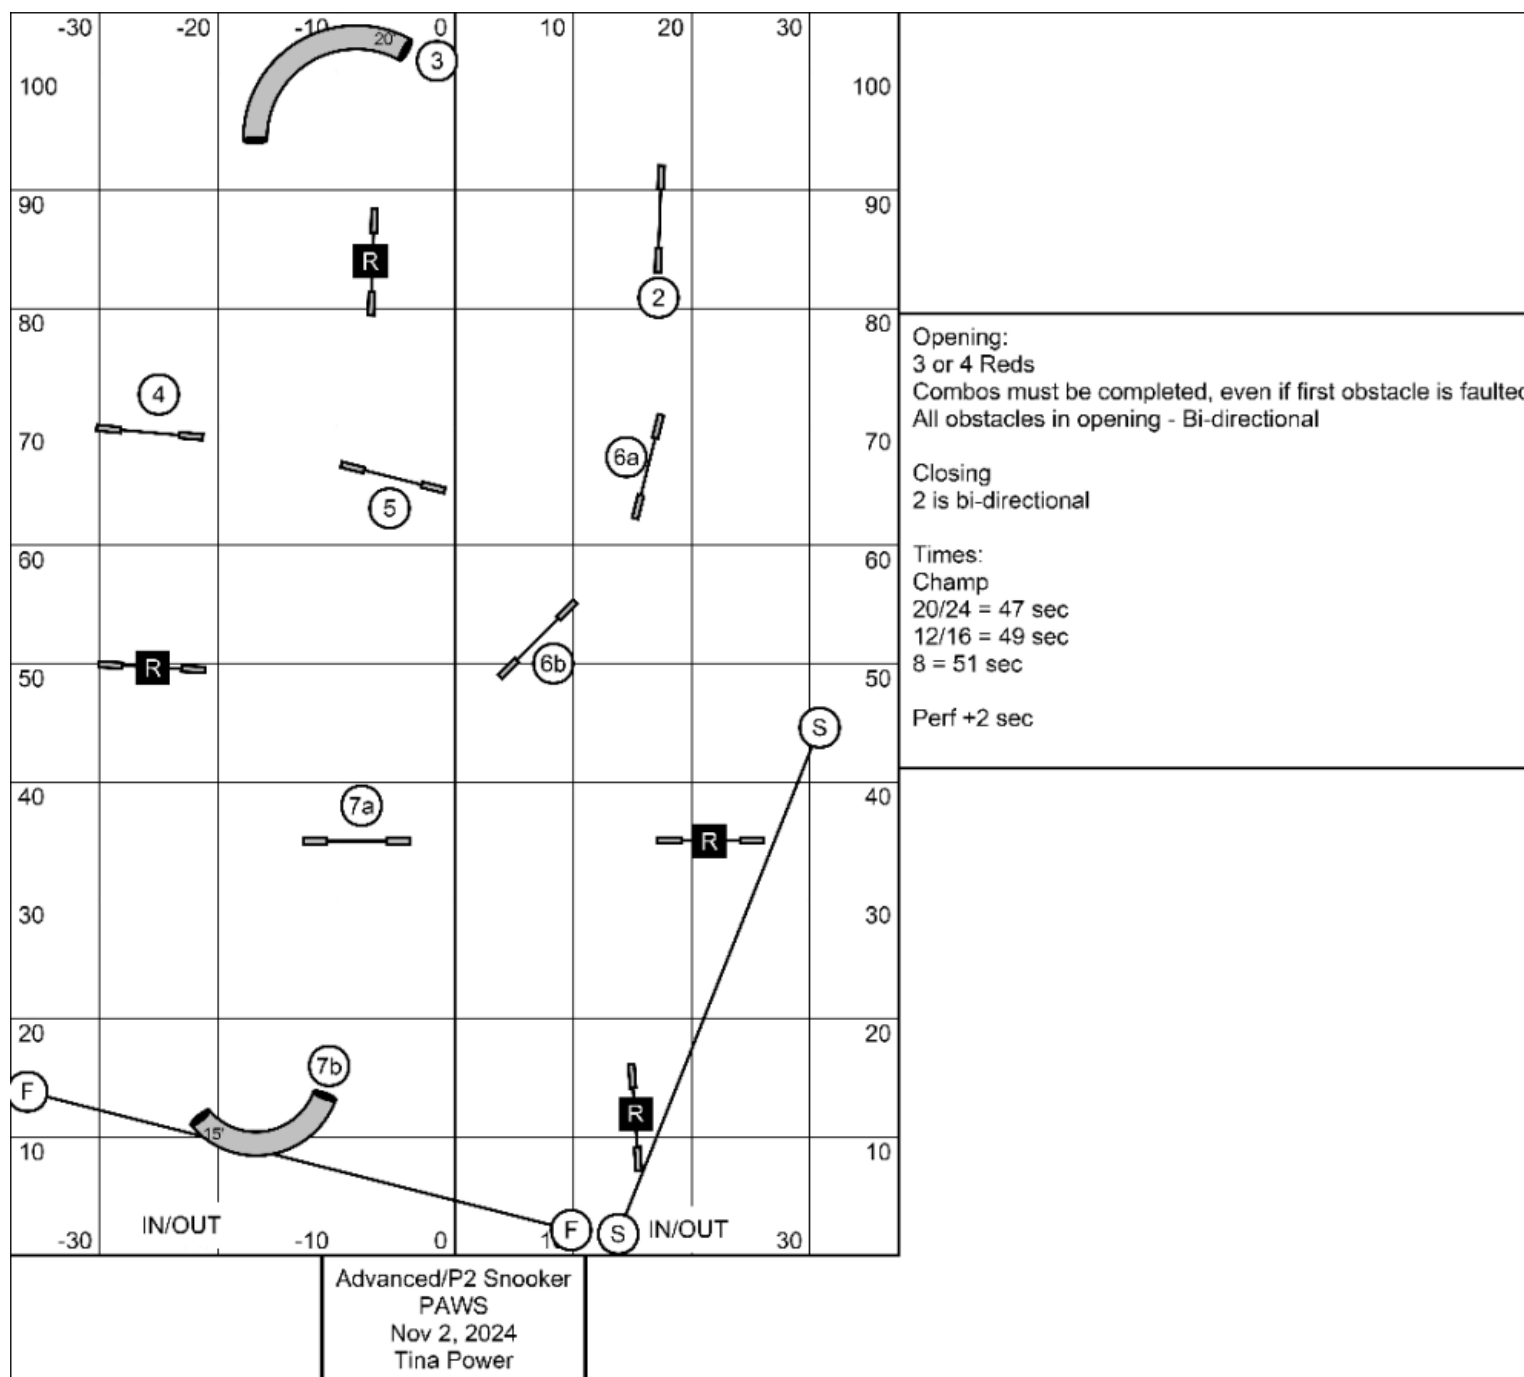 -30 -20 -10 0 10 20 30
20'
3
100 100
90 90
R
2
80 80
4
70 70
6a
5
60 60
50 50
R
6b
S
40 40
7a
R
30 30
20 20
7b
F
R
15'
10 10
IN/OUT F S IN/OUT
-30 -10 0 30
Opening:
3 or 4 Reds
Combos must be completed, even if first obstacle is faulted
All obstacles in opening - Bi-directional
Closing
2 is bi-directional
Times:
Champ
20/24 = 47 sec
12/16 = 49 sec
8 = 51 sec
Perf +2 sec
Advanced/P2 Snooker
PAWS
Nov 2, 2024
Tina Power